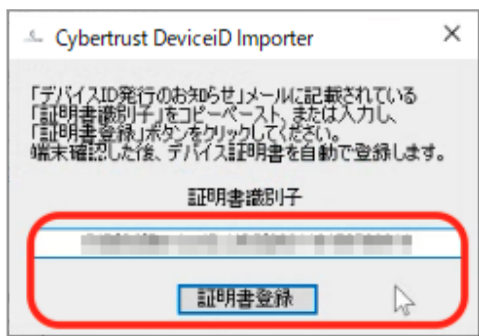 Cybertrust DeviceiD Importer
「デバイスID発行のお知らせ」メールに記載されている
「証明書識別子」をコピーペースト、または入力し、
「証明書登録」ボタンをクリックしてください。
端末確認した後、デバイス証明書を自動で登録します。
証明書識別子
証明書登録